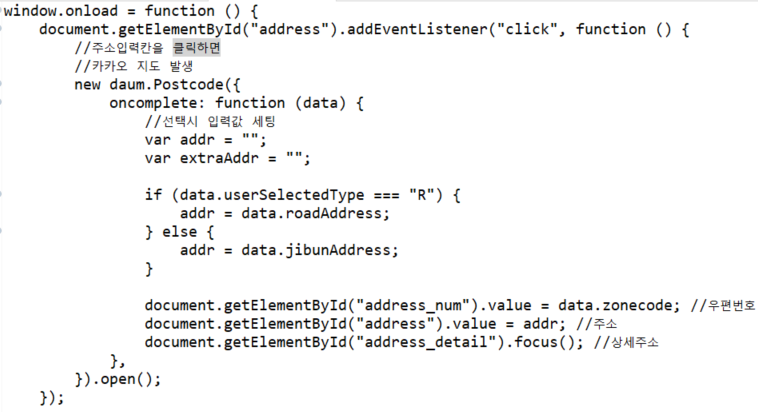 window.onload = function () {
    document.getElementById("address").addEventListener("click", function () {
        //주소입력칸을 클릭하면
        //카카오 지도 발생
        new daum.Postcode({
            oncomplete: function (data) {
                //선택시 입력값 세팅
                var addr = "";
                var extraAddr = "";

                if (data.userSelectedType === "R") {
                    addr = data.roadAddress;
                } else {
                    addr = data.jibunAddress;
                }

                document.getElementById("address_num").value = data.zonecode; //우편번호
                document.getElementById("address").value = addr; //주소
                document.getElementById("address_detail").focus(); //상세주소
            },
        }).open();
    });